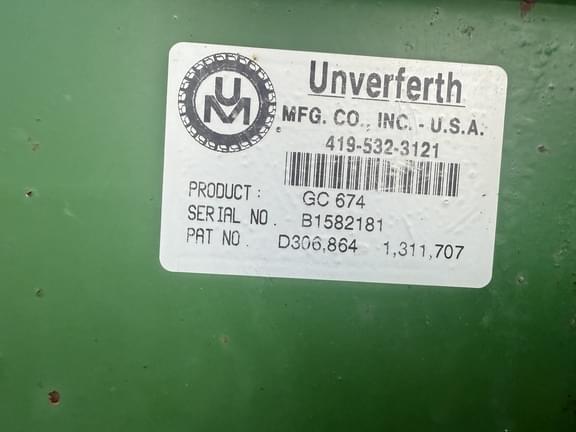 UM
Unverferth
MFG. CO., INC. - U.S.A.
419-532-3121
PRODUCT: GC 674
SERIAL NO. B1582181
PAT NO. D306,864 1,311,707